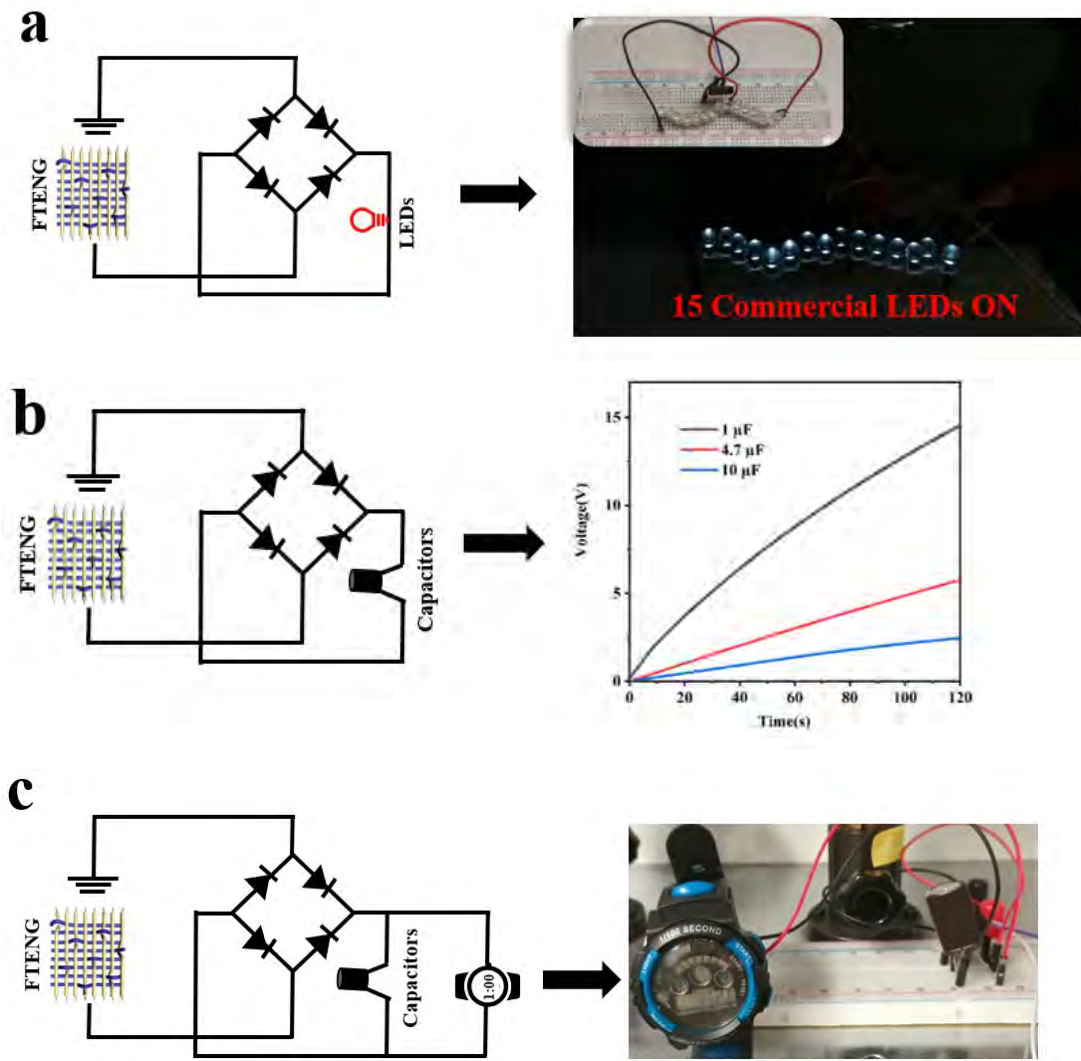 a
FTENG
LEDs
15 Commercial LEDs ON
b
FTENG
Capacitors
Voltage(V)
15
10
5
0
1 µF
4.7 µF
10 µF
0 20 40 60 80 100 120
Time(s)
c
FTENG
Capacitors
1:00
1/100 SECOND